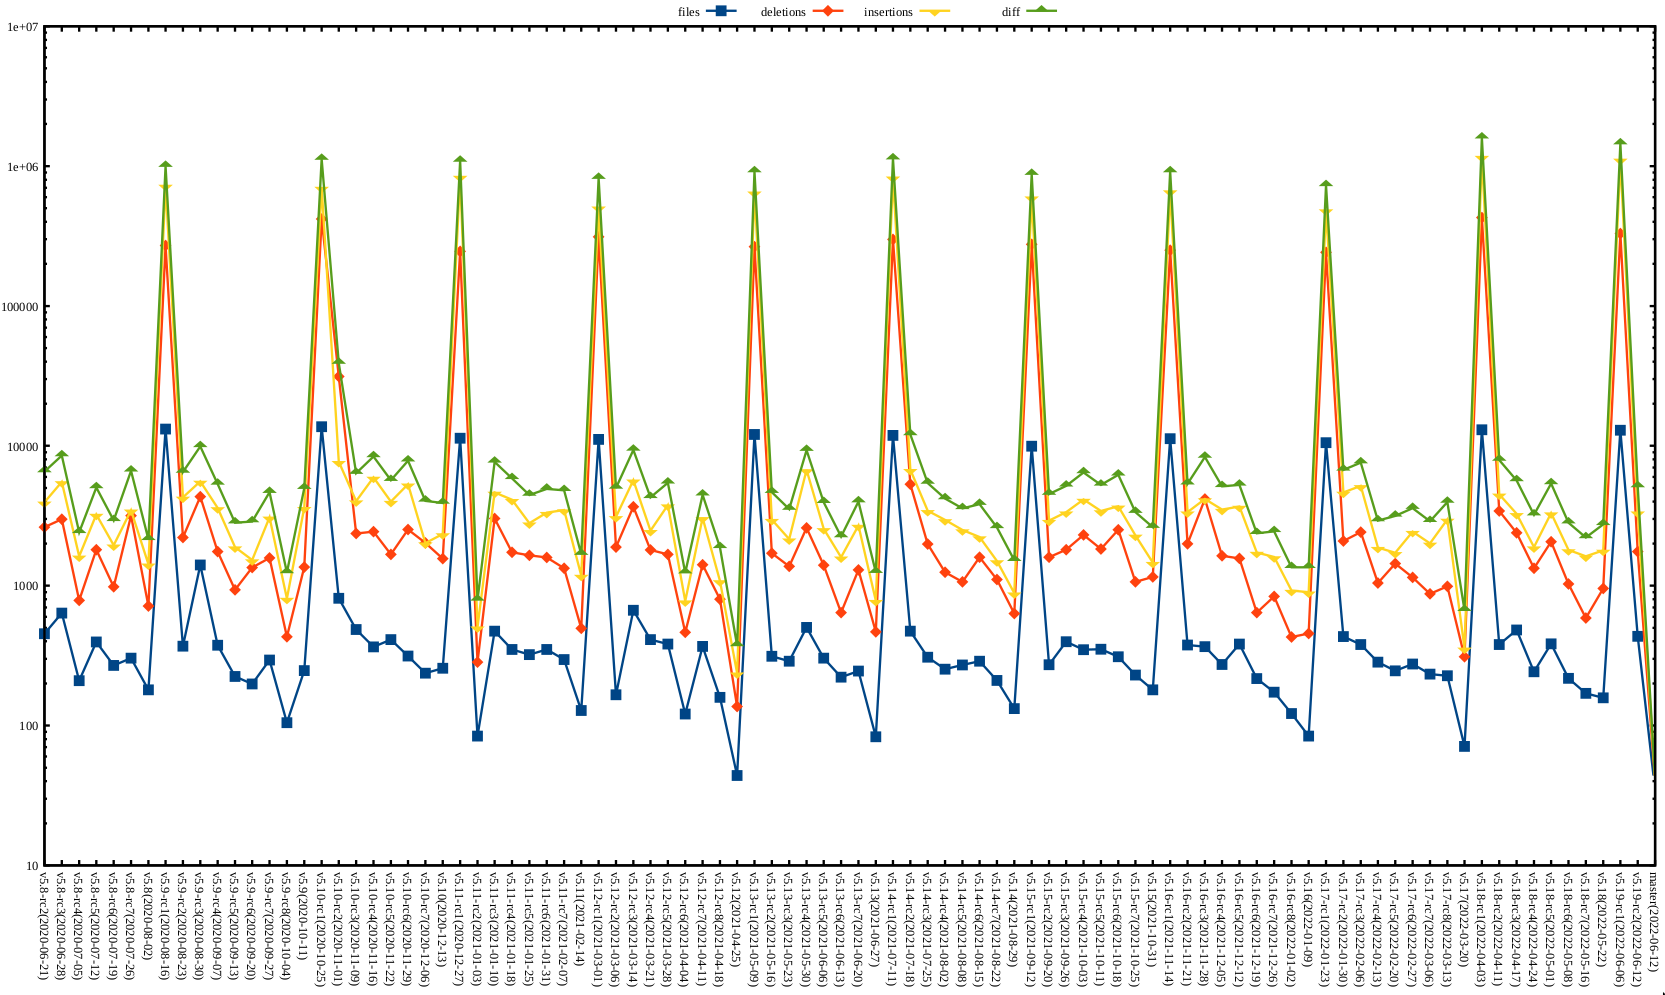 files
deletions
insertions
diff
1e+07
1e+06
100000
10000
1000
100
10
v5.8-rc2(2020-06-21)
v5.8-rc3(2020-06-28)
v5.8-rc4(2020-07-05)
v5.8-rc5(2020-07-12)
v5.8-rc6(2020-07-19)
v5.8-rc7(2020-07-26)
v5.8(2020-08-02)
v5.9-rc1(2020-08-16)
v5.9-rc2(2020-08-23)
v5.9-rc3(2020-08-30)
v5.9-rc4(2020-09-07)
v5.9-rc5(2020-09-13)
v5.9-rc6(2020-09-20)
v5.9-rc7(2020-09-27)
v5.9-rc8(2020-10-04)
v5.9(2020-10-11)
v5.10-rc1(2020-10-25)
v5.10-rc2(2020-11-01)
v5.10-rc3(2020-11-09)
v5.10-rc4(2020-11-16)
v5.10-rc5(2020-11-22)
v5.10-rc6(2020-11-29)
v5.10-rc7(2020-12-06)
v5.10(2020-12-13)
v5.11-rc1(2020-12-27)
v5.11-rc2(2021-01-03)
v5.11-rc3(2021-01-10)
v5.11-rc4(2021-01-18)
v5.11-rc5(2021-01-25)
v5.11-rc6(2021-01-31)
v5.11-rc7(2021-02-07)
v5.11(2021-02-14)
v5.12-rc1(2021-03-01)
v5.12-rc2(2021-03-06)
v5.12-rc3(2021-03-14)
v5.12-rc4(2021-03-21)
v5.12-rc5(2021-03-28)
v5.12-rc6(2021-04-04)
v5.12-rc7(2021-04-11)
v5.12-rc8(2021-04-18)
v5.12(2021-04-25)
v5.13-rc1(2021-05-09)
v5.13-rc2(2021-05-16)
v5.13-rc3(2021-05-23)
v5.13-rc4(2021-05-30)
v5.13-rc5(2021-06-06)
v5.13-rc6(2021-06-13)
v5.13-rc7(2021-06-20)
v5.13(2021-06-27)
v5.14-rc1(2021-07-11)
v5.14-rc2(2021-07-18)
v5.14-rc3(2021-07-25)
v5.14-rc4(2021-08-02)
v5.14-rc5(2021-08-08)
v5.14-rc6(2021-08-15)
v5.14-rc7(2021-08-22)
v5.14(2021-08-29)
v5.15-rc1(2021-09-12)
v5.15-rc2(2021-09-20)
v5.15-rc3(2021-09-26)
v5.15-rc4(2021-10-03)
v5.15-rc5(2021-10-11)
v5.15-rc6(2021-10-18)
v5.15-rc7(2021-10-25)
v5.15(2021-10-31)
v5.16-rc1(2021-11-14)
v5.16-rc2(2021-11-21)
v5.16-rc3(2021-11-28)
v5.16-rc4(2021-12-05)
v5.16-rc5(2021-12-12)
v5.16-rc6(2021-12-19)
v5.16-rc7(2021-12-26)
v5.16-rc8(2022-01-02)
v5.16(2022-01-09)
v5.17-rc1(2022-01-23)
v5.17-rc2(2022-01-30)
v5.17-rc3(2022-02-06)
v5.17-rc4(2022-02-13)
v5.17-rc5(2022-02-20)
v5.17-rc6(2022-02-27)
v5.17-rc7(2022-03-06)
v5.17-rc8(2022-03-13)
v5.17(2022-03-20)
v5.18-rc1(2022-04-03)
v5.18-rc2(2022-04-11)
v5.18-rc3(2022-04-17)
v5.18-rc4(2022-04-24)
v5.18-rc5(2022-05-01)
v5.18-rc6(2022-05-08)
v5.18-rc7(2022-05-16)
v5.18(2022-05-22)
v5.19-rc1(2022-06-06)
v5.19-rc2(2022-06-12)
master(2022-06-12)